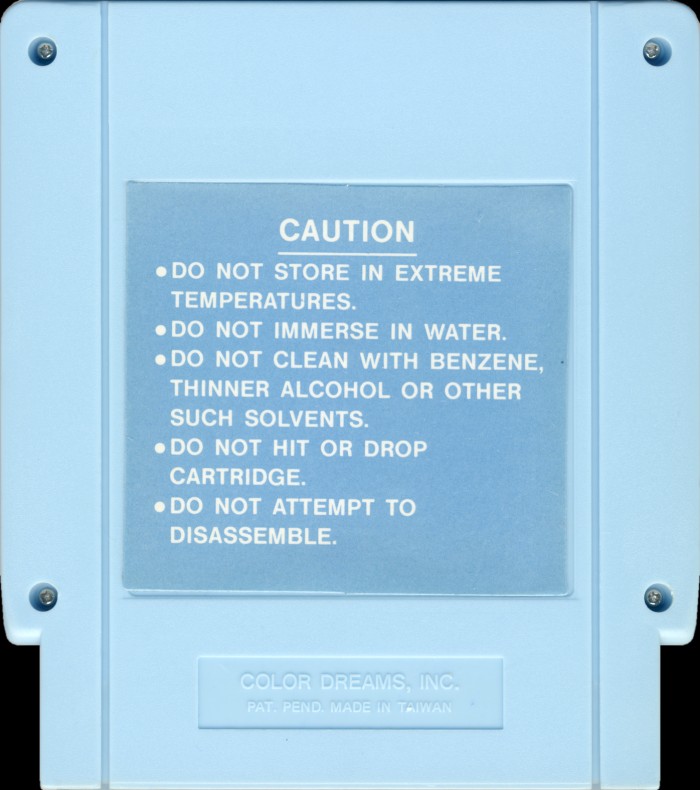 CAUTION
●DO NOT STORE IN EXTREME
TEMPERATURES.
●DO NOT IMMERSE IN WATER.
●DO NOT CLEAN WITH BENZENE,
THINNER ALCOHOL OR OTHER
SUCH SOLVENTS.
●DO NOT HIT OR DROP
CARTRIDGE.
●DO NOT ATTEMPT TO
DISASSEMBLE.
COLOR DREAMS, INC.
PAT. PEND. MADE IN TAIWAN